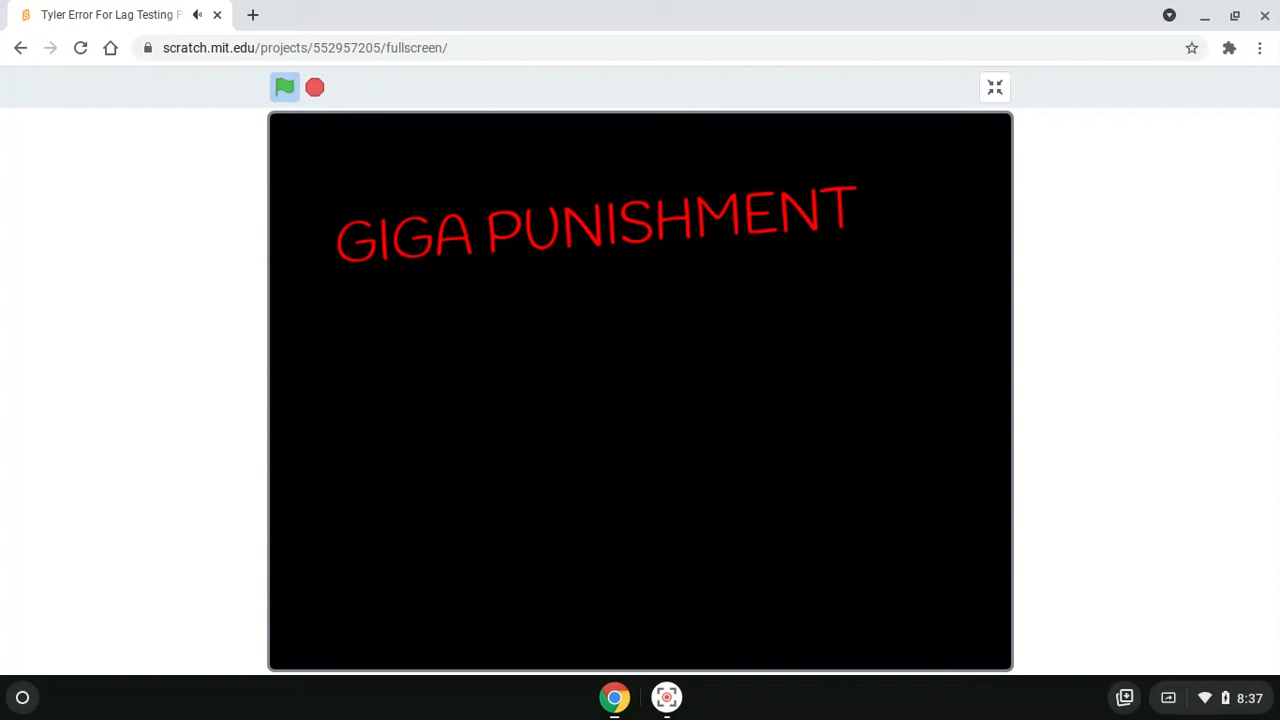 Tyler Error For Lag Testing P
scratch.mit.edu/projects/552957205/fullscreen/
GIGA PUNISHMENT
8:37